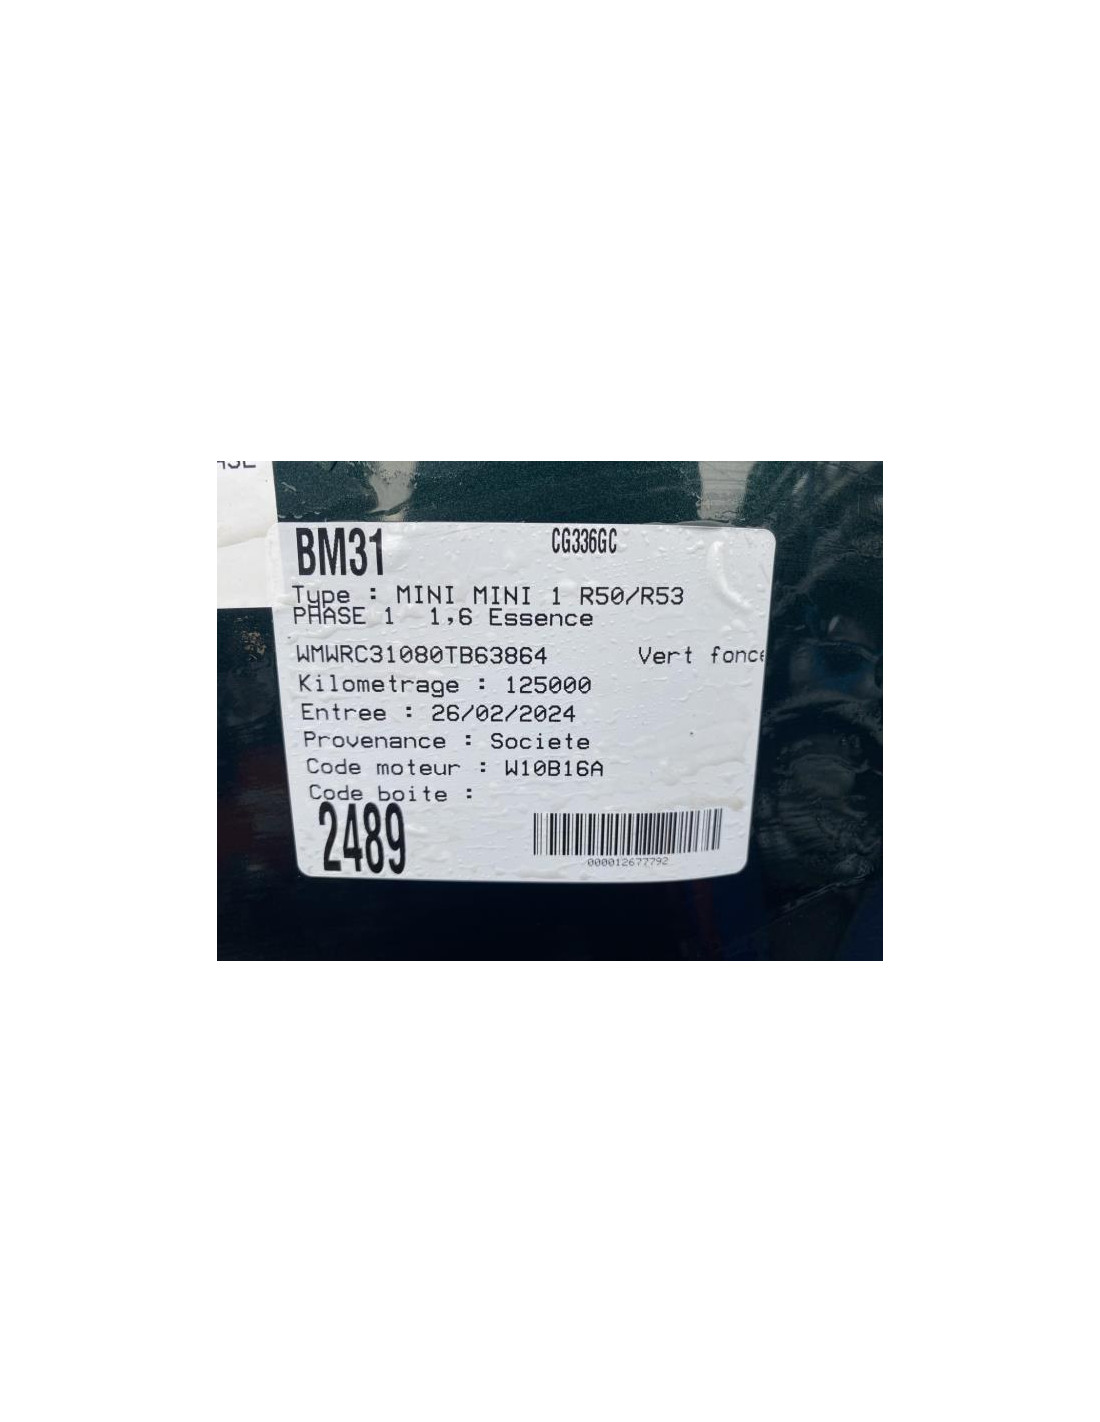 BM31 CG336GC
Type : MINI MINI 1 R50/R53
PHASE 1 1,6 Essence
WMWRC31080TB63864 Vert fonce
Kilometrage : 125000
Entree : 26/02/2024
Provenance : Societe
Code moteur : W10B16A
Code boite :
2489
000012677792